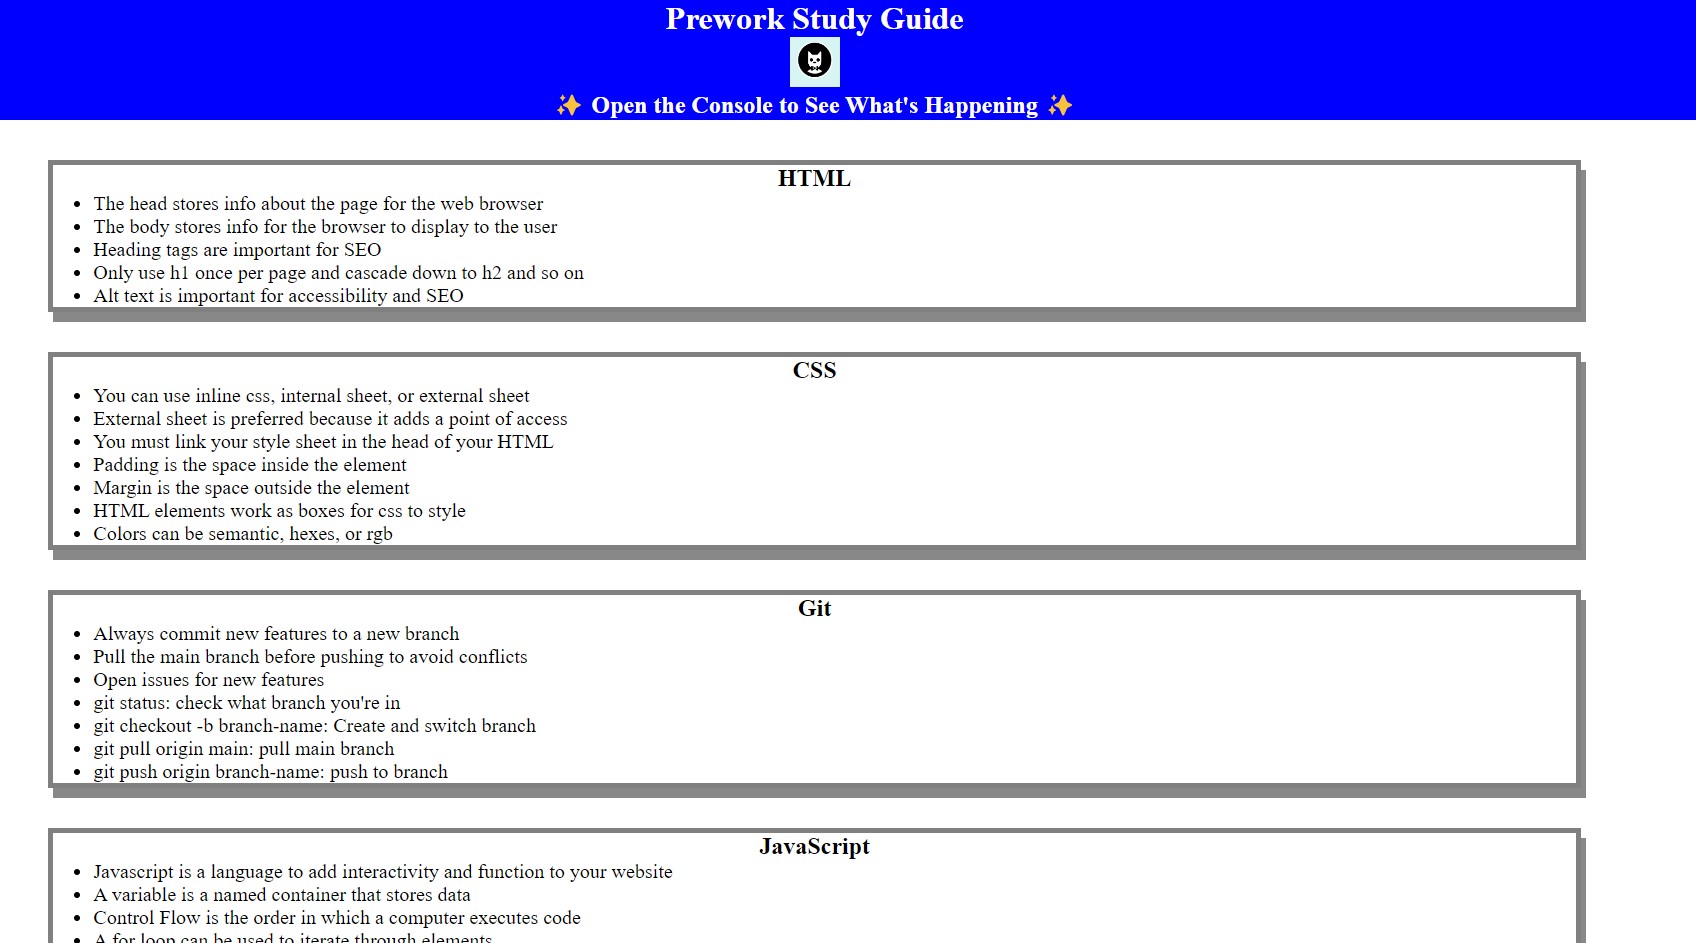 Prework Study Guide
✨ Open the Console to See What's Happening ✨
HTML
• The head stores info about the page for the web browser
• The body stores info for the browser to display to the user
• Heading tags are important for SEO
• Only use h1 once per page and cascade down to h2 and so on
• Alt text is important for accessibility and SEO
CSS
• You can use inline css, internal sheet, or external sheet
• External sheet is preferred because it adds a point of access
• You must link your style sheet in the head of your HTML
• Padding is the space inside the element
• Margin is the space outside the element
• HTML elements work as boxes for css to style
• Colors can be semantic, hexes, or rgb
Git
• Always commit new features to a new branch
• Pull the main branch before pushing to avoid conflicts
• Open issues for new features
• git status: check what branch you're in
• git checkout -b branch-name: Create and switch branch
• git pull origin main: pull main branch
• git push origin branch-name: push to branch
JavaScript
• Javascript is a language to add interactivity and function to your website
• A variable is a named container that stores data
• Control Flow is the order in which a computer executes code
• A for loop can be used to iterate through elements